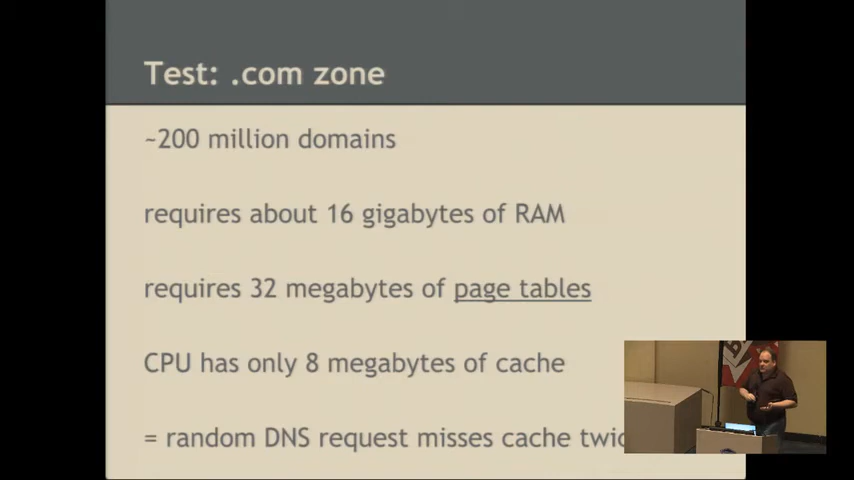 Test: .com zone
~200 million domains
requires about 16 gigabytes of RAM
requires 32 megabytes of page tables
CPU has only 8 megabytes of cache
= random DNS request misses cache